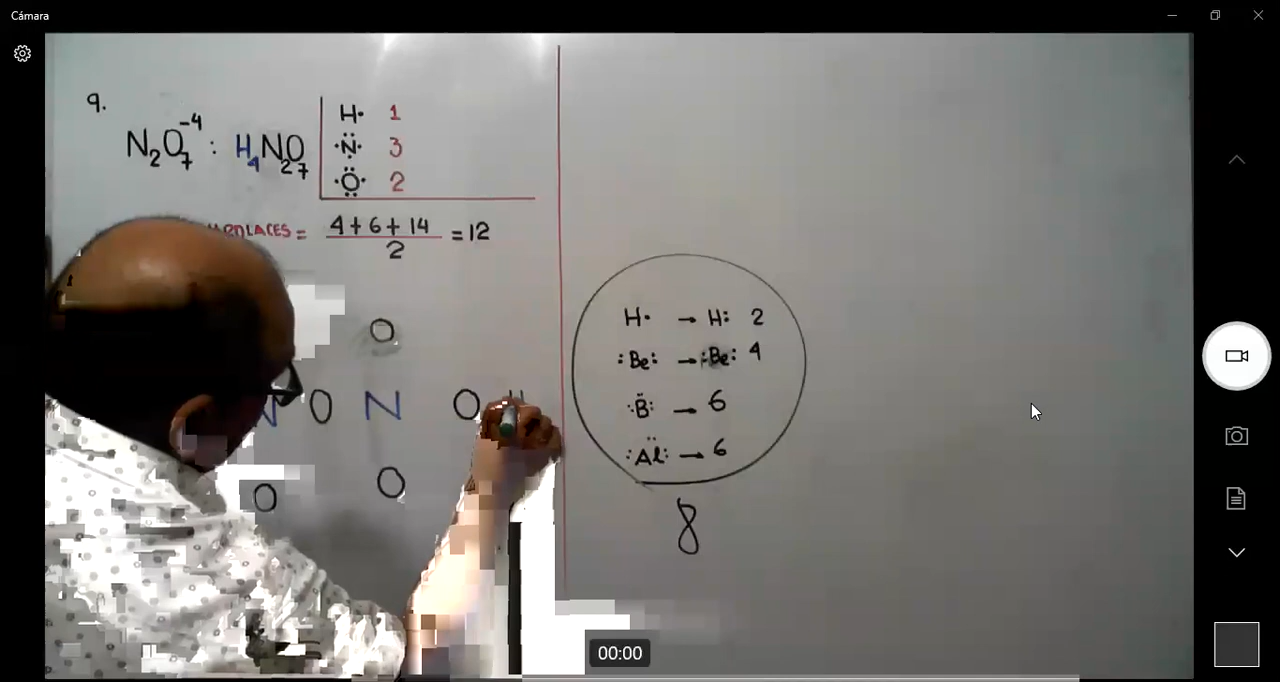 Cámara
9.
N₂O₇⁻⁴ : H₄N₂O₇
H· 1
·N̈· 3
·Ö· 2
= 4 + 6 + 14 / 2 = 12
O
N O N O H
O O
H· → H: 2
:Be: → :Be: 4
:B̈: → 6
:Äl: → 6
8
00:00